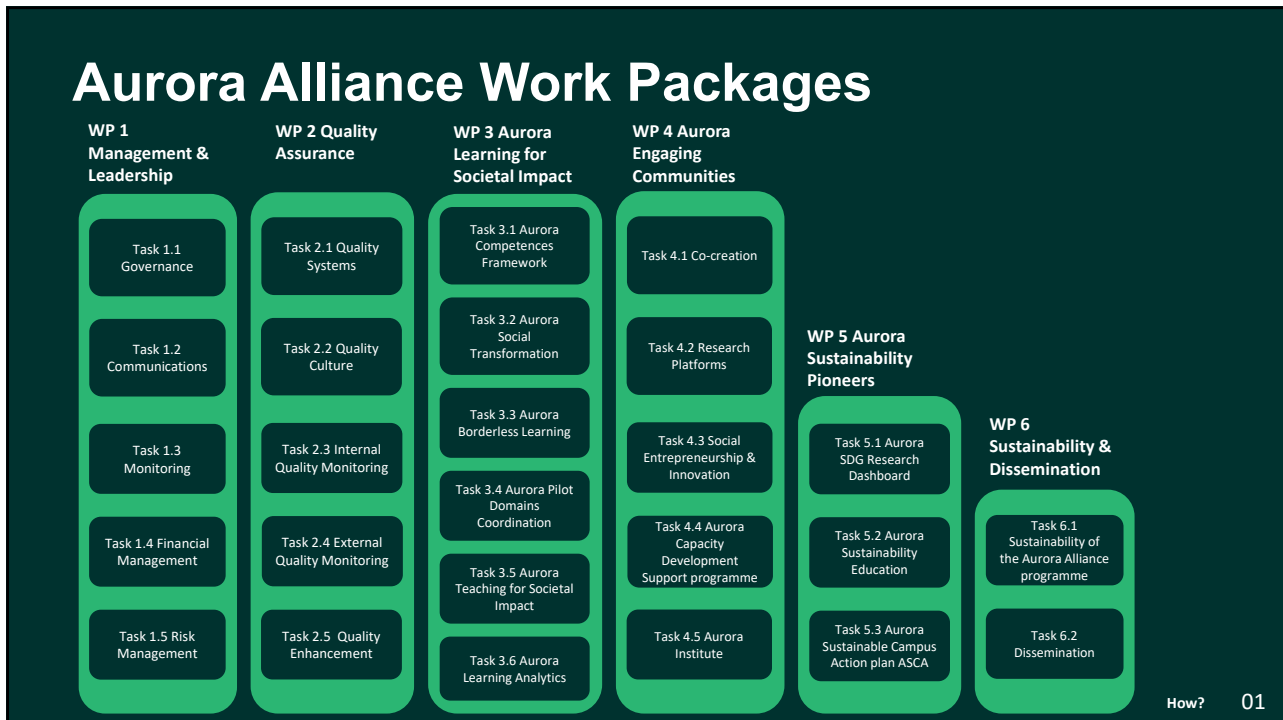 Aurora Alliance Work Packages
WP 1
Management &
Leadership
Task 1.1
Governance
Task 1.2
Communications
Task 1.3
Monitoring
Task 1.4 Financial
Management
Task 1.5 Risk
Management
WP 2 Quality
Assurance
Task 2.1 Quality
Systems
Task 2.2 Quality
Culture
Task 2.3 Internal
Quality Monitoring
Task 2.4 External
Quality Monitoring
Task 2.5 Quality
Enhancement
WP 3 Aurora
Learning for
Societal Impact
Task 3.1 Aurora
Competences
Framework
Task 3.2 Aurora
Social
Transformation
Task 3.3 Aurora
Borderless Learning
Task 3.4 Aurora Pilot
Domains
Coordination
Task 3.5 Aurora
Teaching for Societal
Impact
Task 3.6 Aurora
Learning Analytics
WP 4 Aurora
Engaging
Communities
Task 4.1 Co-creation
Task 4.2 Research
Platforms
Task 4.3 Social
Entrepreneurship &
Innovation
Task 4.4 Aurora
Capacity
Development
Support programme
Task 4.5 Aurora
Institute
WP 5 Aurora
Sustainability
Pioneers
Task 5.1 Aurora
SDG Research
Dashboard
Task 5.2 Aurora
Sustainability
Education
Task 5.3 Aurora
Sustainable Campus
Action plan ASCA
WP 6
Sustainability &
Dissemination
Task 6.1
Sustainability of
the Aurora Alliance
programme
Task 6.2
Dissemination
How? 01